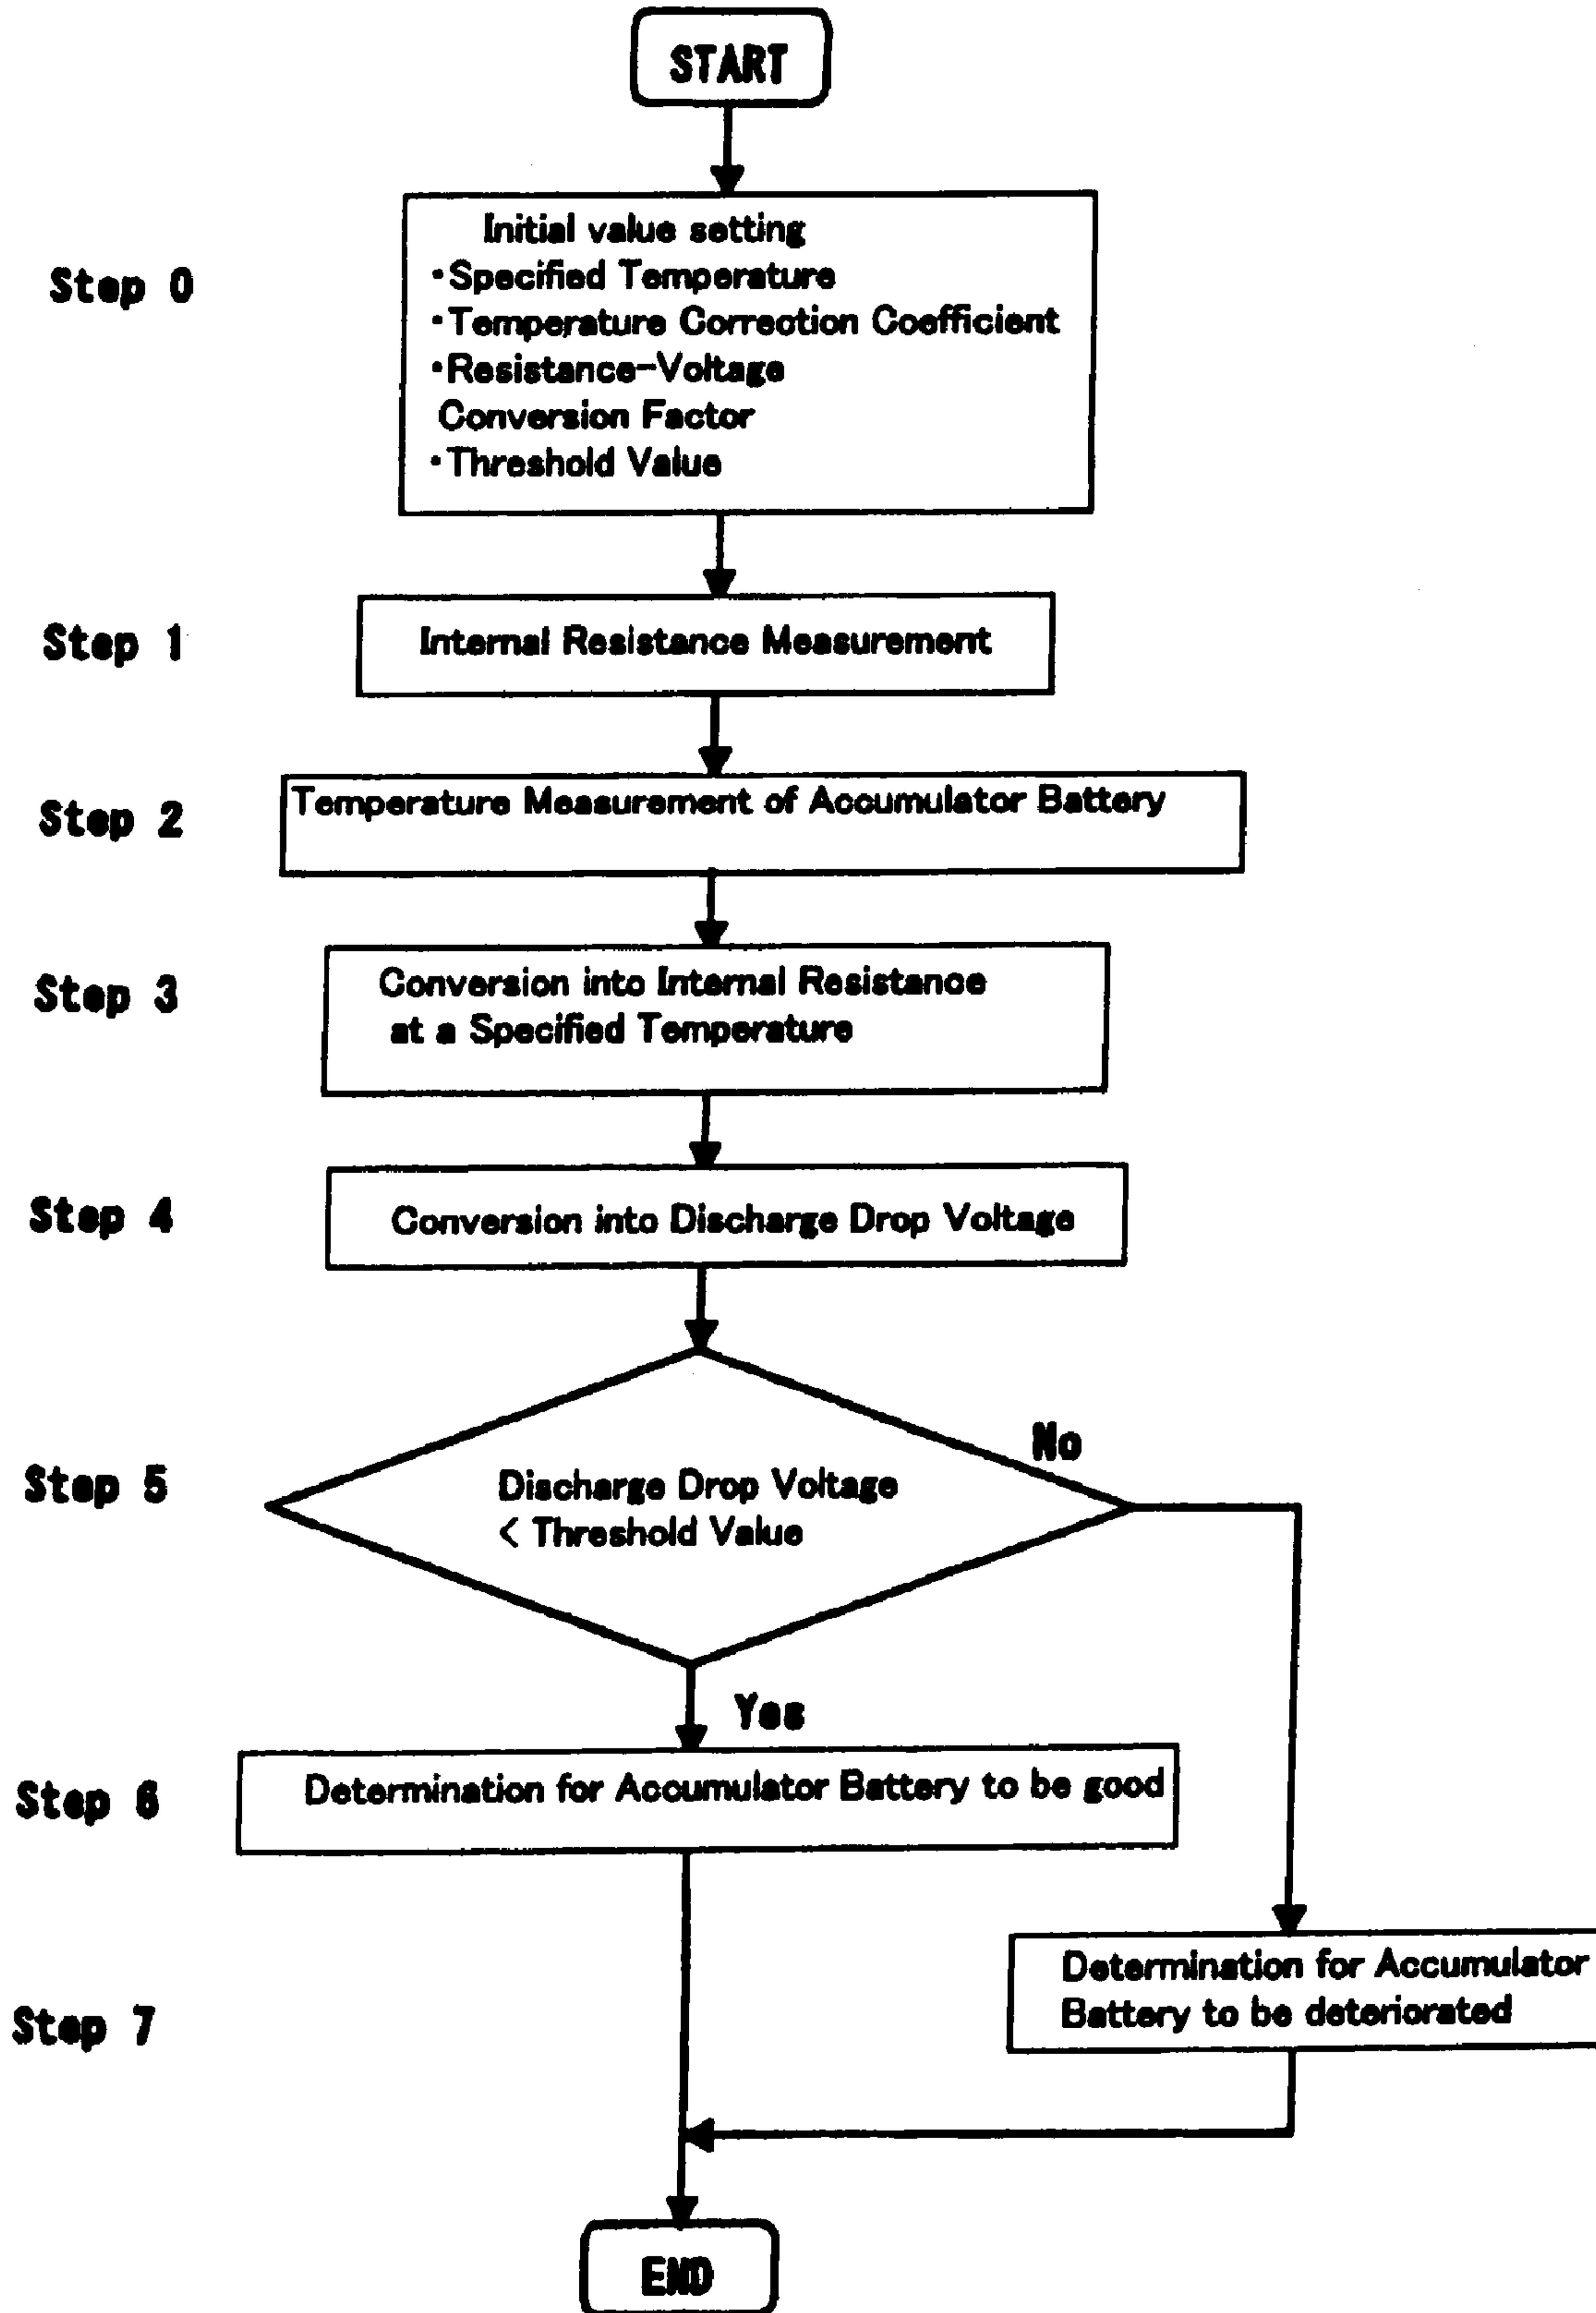 START
Step 0
Initial value setting
・Specified Temperature
・Temperature Correction Coefficient
・Resistance-Voltage
Conversion Factor
・Threshold Value
Step 1
Internal Resistance Measurement
Step 2
Temperature Measurement of Accumulator Battery
Step 3
Conversion into Internal Resistance
at a Specified Temperature
Step 4
Conversion into Discharge Drop Voltage
Step 5
Discharge Drop Voltage
< Threshold Value
No
Yes
Step 6
Determination for Accumulator Battery to be good
Step 7
Determination for Accumulator
Battery to be deteriorated
END